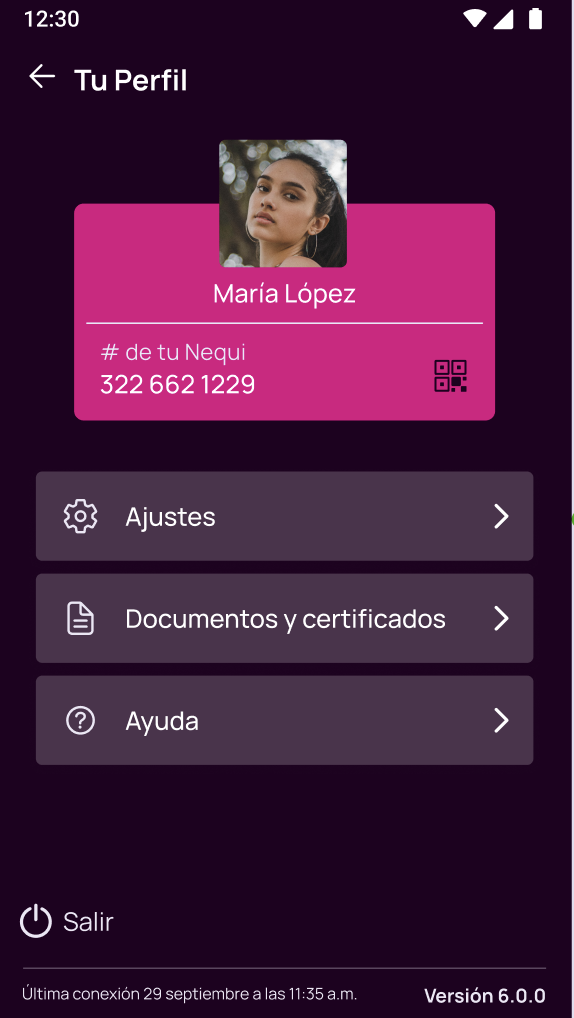 12:30
Tu Perfil
María López
# de tu Nequi
322 662 1229
Ajustes
Documentos y certificados
Ayuda
Salir
Última conexión 29 septiembre a las 11:35 a.m.
Versión 6.0.0